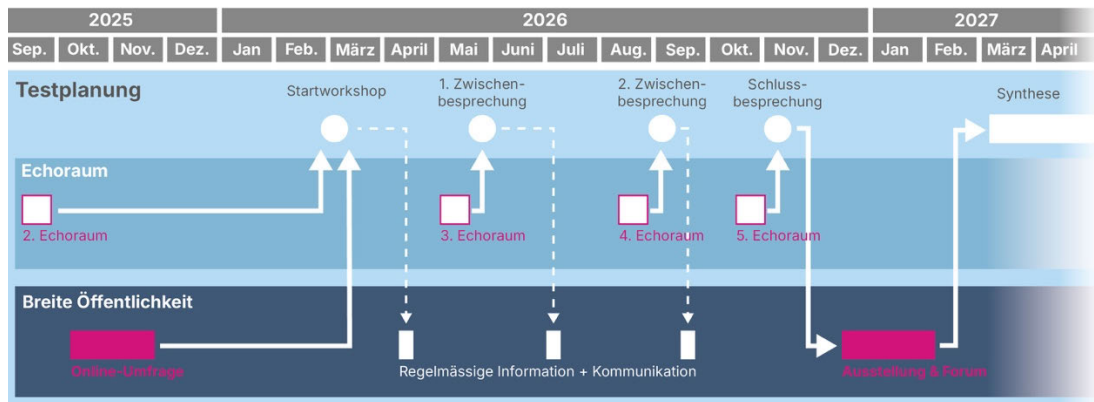 2025 2026 2027
Sep. Okt. Nov. Dez. Jan Feb. März April Mai Juni Juli Aug. Sep. Okt. Nov. Dez. Jan Feb. März April
Testplanung
Startworkshop
1. Zwischen-
besprechung
2. Zwischen-
besprechung
Schluss-
besprechung
Synthese
Echoraum
2. Echoraum
3. Echoraum
4. Echoraum
5. Echoraum
Breite Öffentlichkeit
Online-Umfrage
Regelmässige Information + Kommunikation
Ausstellung & Forum